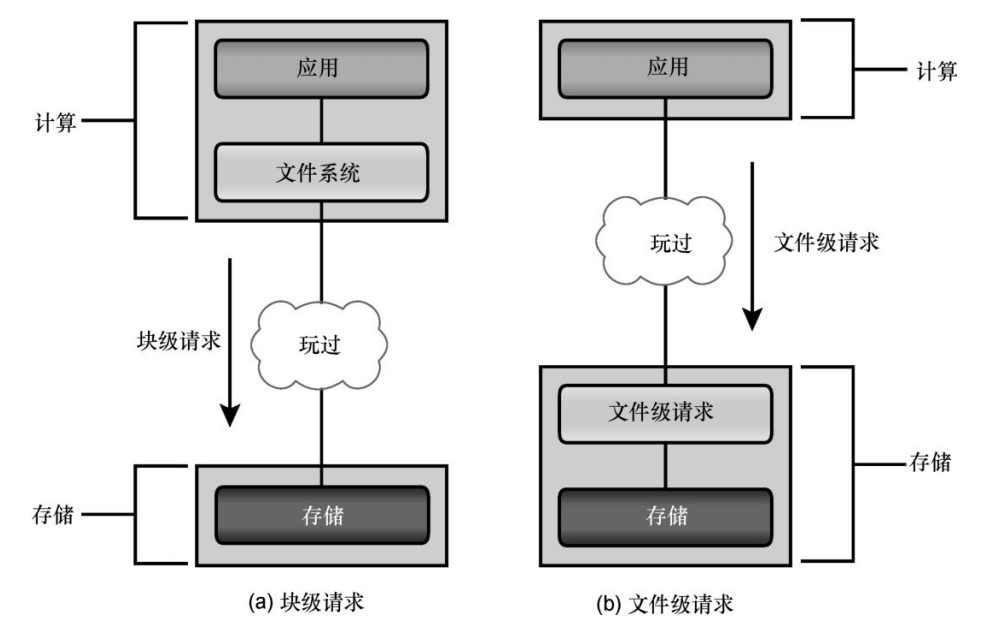 应用
计算
文件系统
块级请求
玩过
存储
存储
(a) 块级请求
应用
计算
玩过
文件级请求
文件级请求
存储
存储
(b) 文件级请求